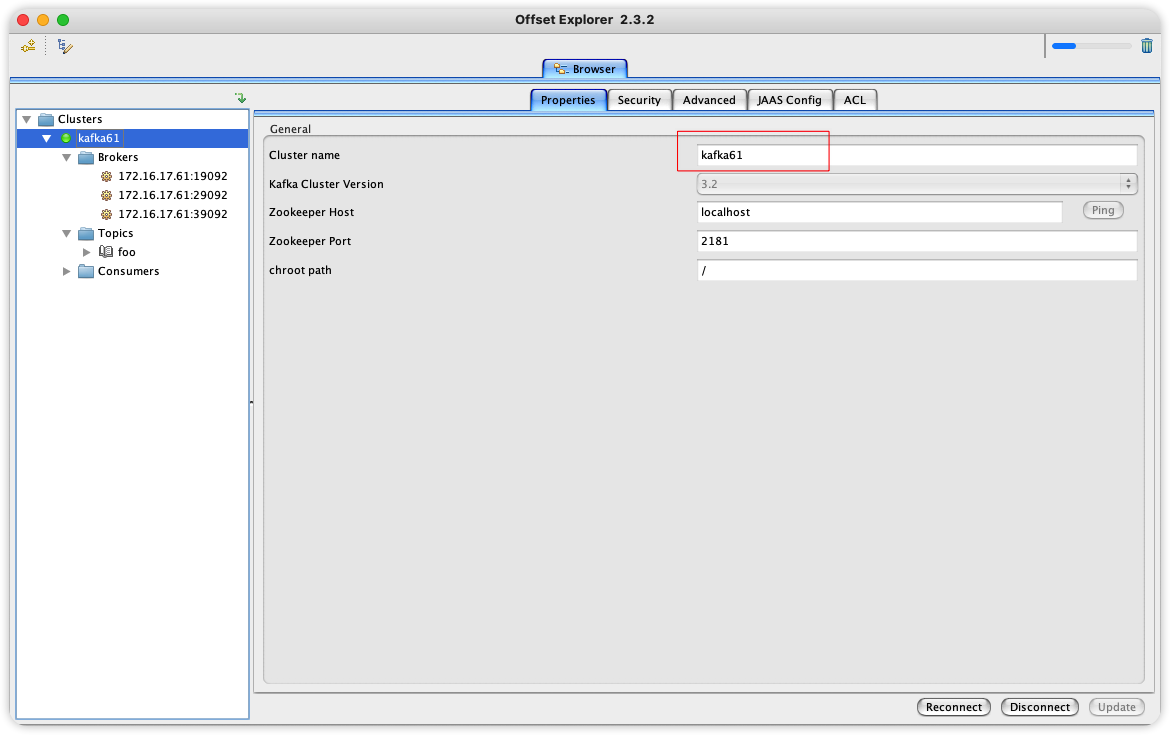 Offset Explorer 2.3.2
Browser
Clusters
kafka61
Brokers
172.16.17.61:19092
172.16.17.61:29092
172.16.17.61:39092
Topics
foo
Consumers
Properties Security Advanced JAAS Config ACL
General
Cluster name kafka61
Kafka Cluster Version 3.2
Zookeeper Host localhost Ping
Zookeeper Port 2181
chroot path /
Reconnect Disconnect Update